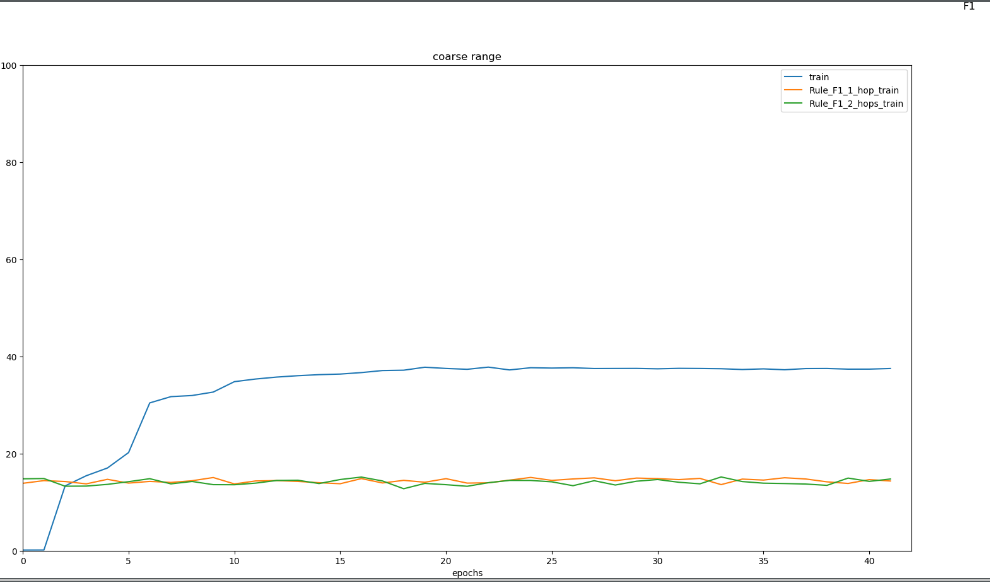 F1
coarse range
100
80
60
40
20
0
train
Rule_F1_1_hop_train
Rule_F1_2_hops_train
0 5 10 15 20 25 30 35 40
epochs